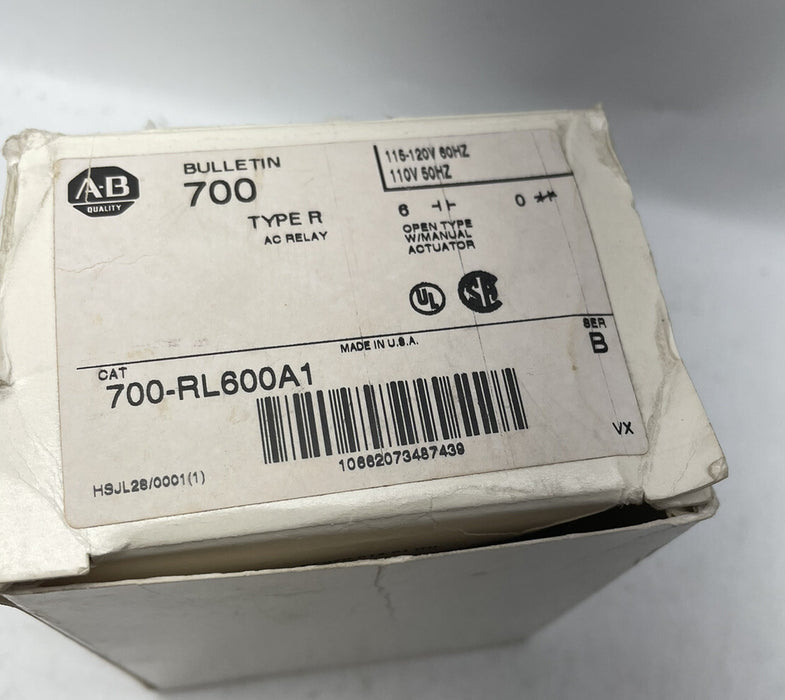 A-B
QUALITY
BULLETIN
700
TYPE R
AC RELAY
115-120V 60HZ
110V 50HZ
6 0
OPEN TYPE
W/MANUAL
ACTUATOR
UL
MADE IN U.S.A.
SER
B
CAT
700-RL600A1
10662073487439
VX
HSJL28/0001(1)